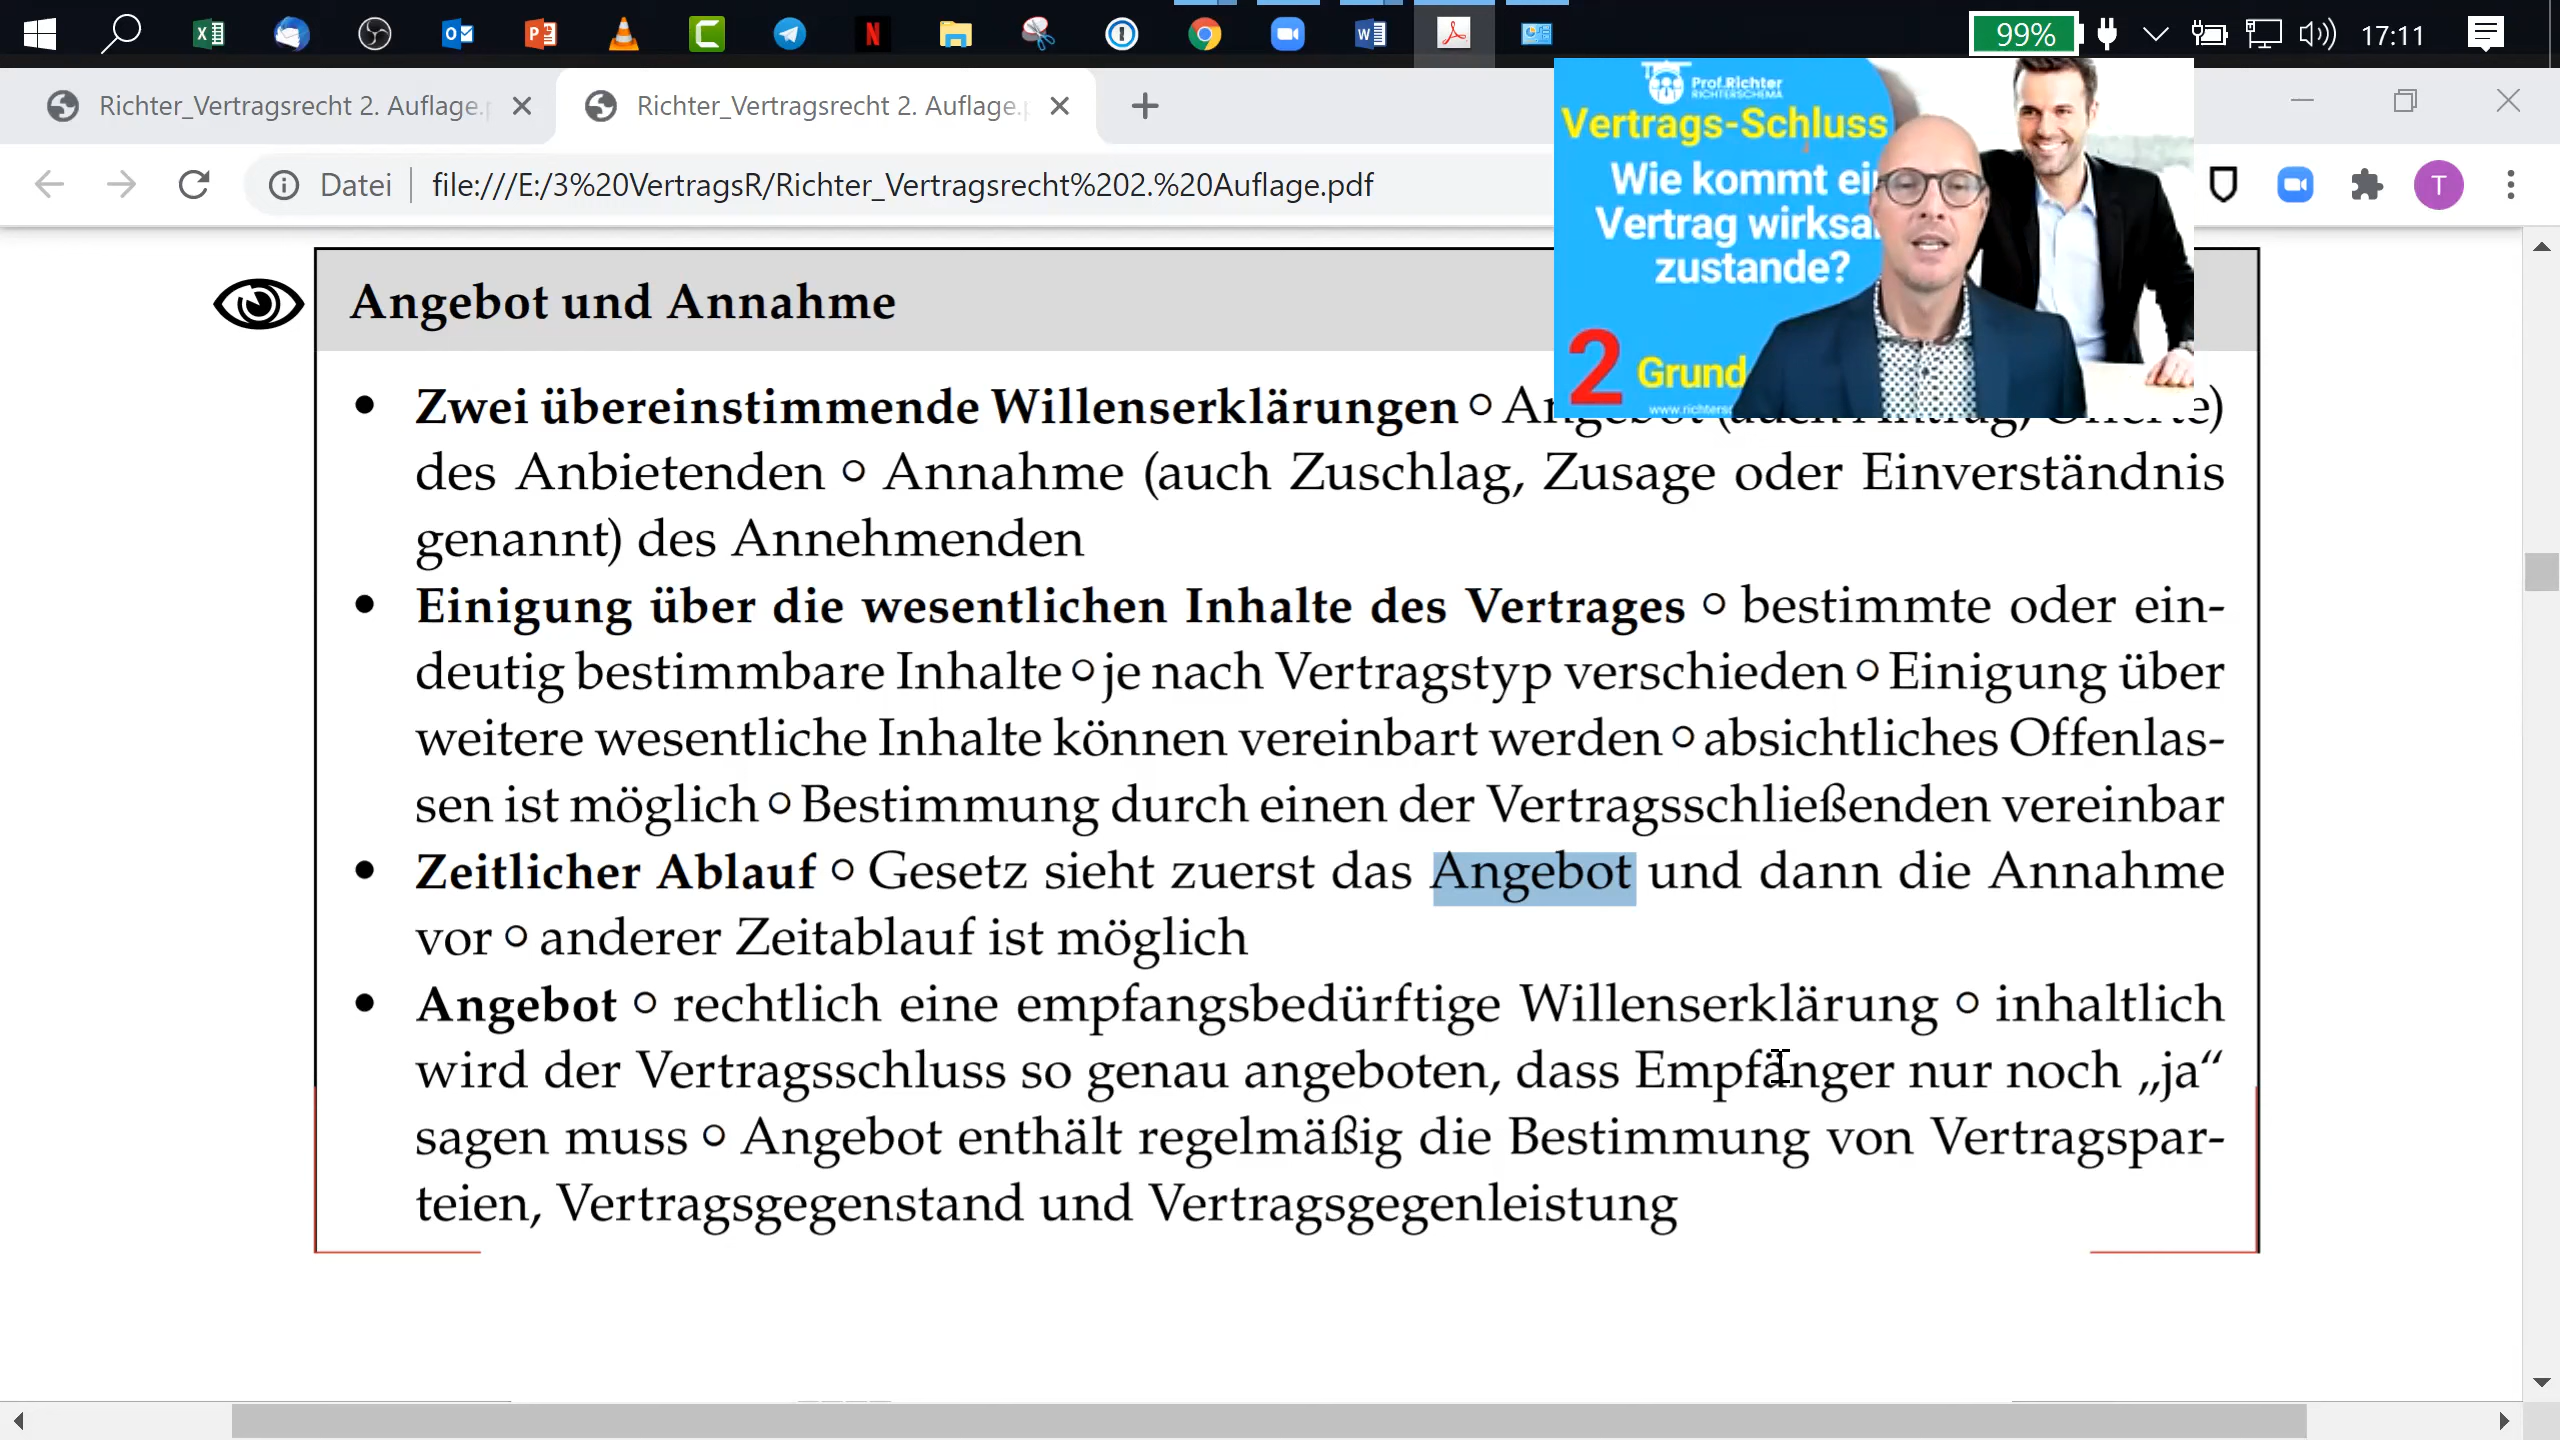 99%
17:11
Richter_Vertragsrecht 2. Auflage.
Richter_Vertragsrecht 2. Auflage.
Datei
file:///E:/3%20VertragsR/Richter_Vertragsrecht%202.%20Auflage.pdf
T
Prof.Richter
RICHTERSCHEMA
Vertrags-Schluss
Wie kommt ein
Vertrag
zustande?
2 Grund
Angebot und Annahme
• Zwei übereinstimmende Willenserklärungen ○ Angebot (auch Antrag, Offerte)
des Anbietenden ○ Annahme (auch Zuschlag, Zusage oder Einverständnis
genannt) des Annehmenden
• Einigung über die wesentlichen Inhalte des Vertrages ○ bestimmte oder ein-
deutig bestimmbare Inhalte ○ je nach Vertragstyp verschieden ○ Einigung über
weitere wesentliche Inhalte können vereinbart werden ○ absichtliches Offenlas-
sen ist möglich ○ Bestimmung durch einen der Vertragsschließenden vereinbar
• Zeitlicher Ablauf ○ Gesetz sieht zuerst das Angebot und dann die Annahme
vor ○ anderer Zeitablauf ist möglich
• Angebot ○ rechtlich eine empfangsbedürftige Willenserklärung ○ inhaltlich
wird der Vertragsschluss so genau angeboten, dass Empfänger nur noch „ja“
sagen muss ○ Angebot enthält regelmäßig die Bestimmung von Vertragspar-
teien, Vertragsgegenstand und Vertragsgegenleistung